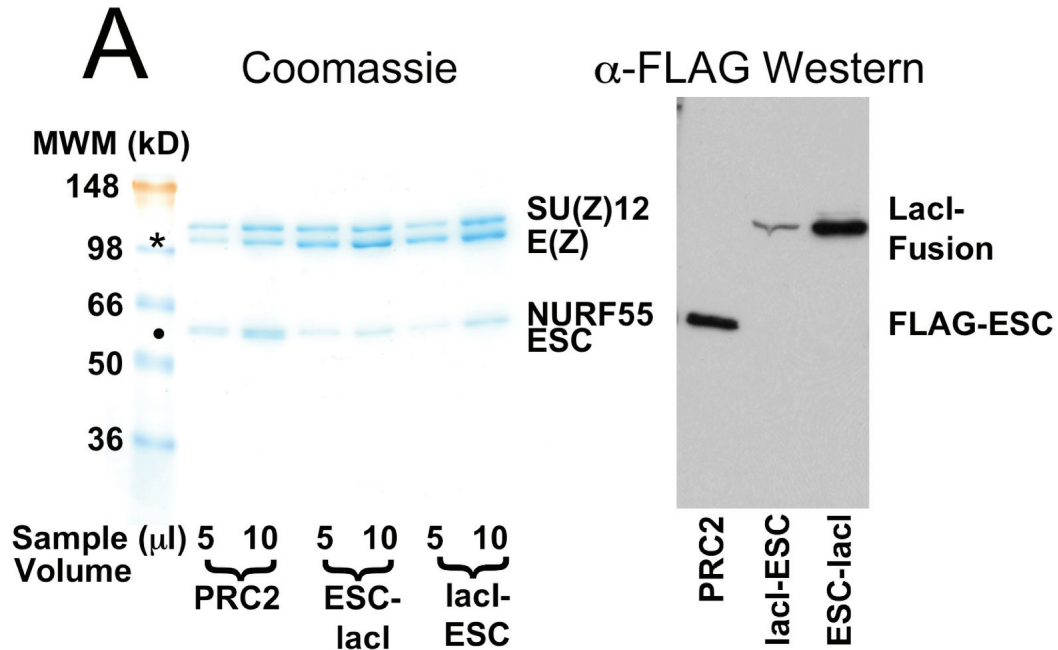 A
Coomassie
α-FLAG Western
MWM (kD)
148
*
98
66
•
50
36
SU(Z)12
E(Z)
NURF55
ESC
LacI-
Fusion
FLAG-ESC
Sample (µl) 5 10 5 10 5 10
Volume
PRC2
ESC-
lacI
lacI-
ESC
PRC2
lacI-ESC
ESC-lacI